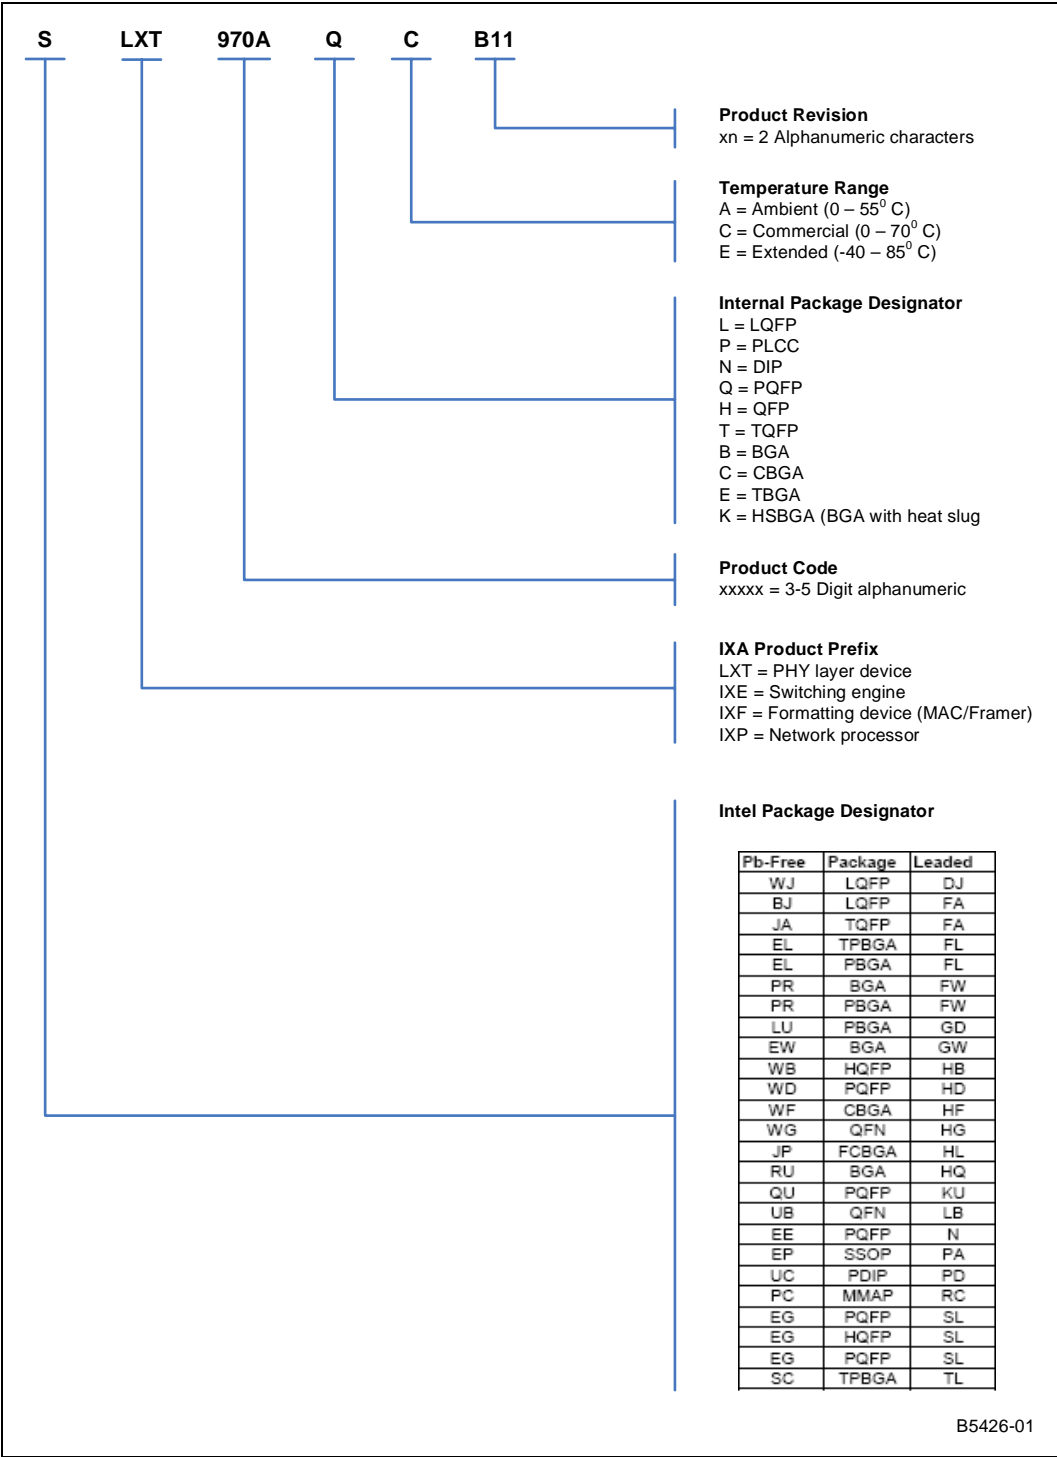 S LXT 970A Q C B11
Product Revision
xn = 2 Alphanumeric characters
Temperature Range
A = Ambient (0 – 55⁰ C)
C = Commercial (0 – 70⁰ C)
E = Extended (-40 – 85⁰ C)
Internal Package Designator
L = LQFP
P = PLCC
N = DIP
Q = PQFP
H = QFP
T = TQFP
B = BGA
C = CBGA
E = TBGA
K = HSBGA (BGA with heat slug
Product Code
xxxxx = 3-5 Digit alphanumeric
IXA Product Prefix
LXT = PHY layer device
IXE = Switching engine
IXF = Formatting device (MAC/Framer)
IXP = Network processor
Intel Package Designator
Pb-Free Package Leaded
WJ LQFP DJ
BJ LQFP FA
JA TQFP FA
EL TPBGA FL
EL PBGA FL
PR BGA FW
PR PBGA FW
LU PBGA GD
EW BGA GW
WB HQFP HB
WD PQFP HD
WF CBGA HF
WG QFN HG
JP FCBGA HL
RU BGA HQ
QU PQFP KU
UB QFN LB
EE PQFP N
EP SSOP PA
UC PDIP PD
PC MMAP RC
EG PQFP SL
EG HQFP SL
EG PQFP SL
SC TPBGA TL
B5426-01